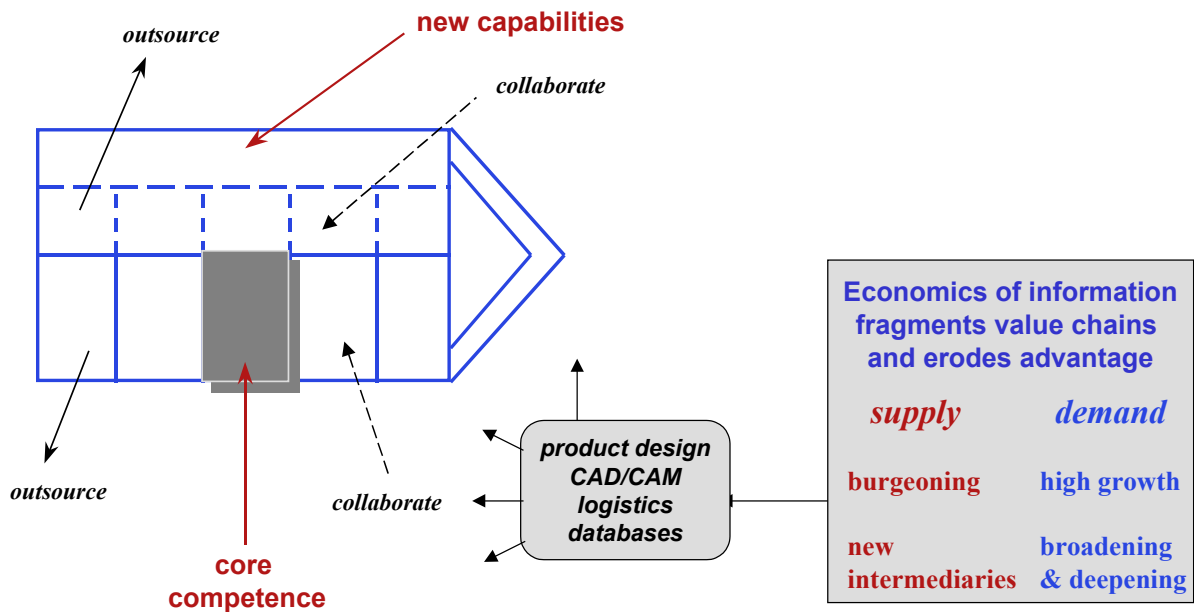 new capabilities
outsource
collaborate
outsource
collaborate
core
competence
product design
CAD/CAM
logistics
databases
Economics of information
fragments value chains
and erodes advantage
supply demand
burgeoning high growth
new broadening
intermediaries & deepening